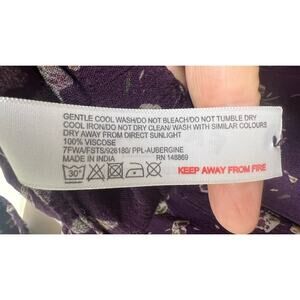 GENTLE COOL WASH/DO NOT BLEACH/DO NOT TUMBLE DRY
COOL IRON/DO NOT DRY CLEAN/ WASH WITH SIMILAR COLOURS
DRY AWAY FROM DIRECT SUNLIGHT
100% VISCOSE
7FWA/FSTS/928180/ PPL-AUBERGINE
MADE IN INDIA RN 148869
30° KEEP AWAY FROM FIRE